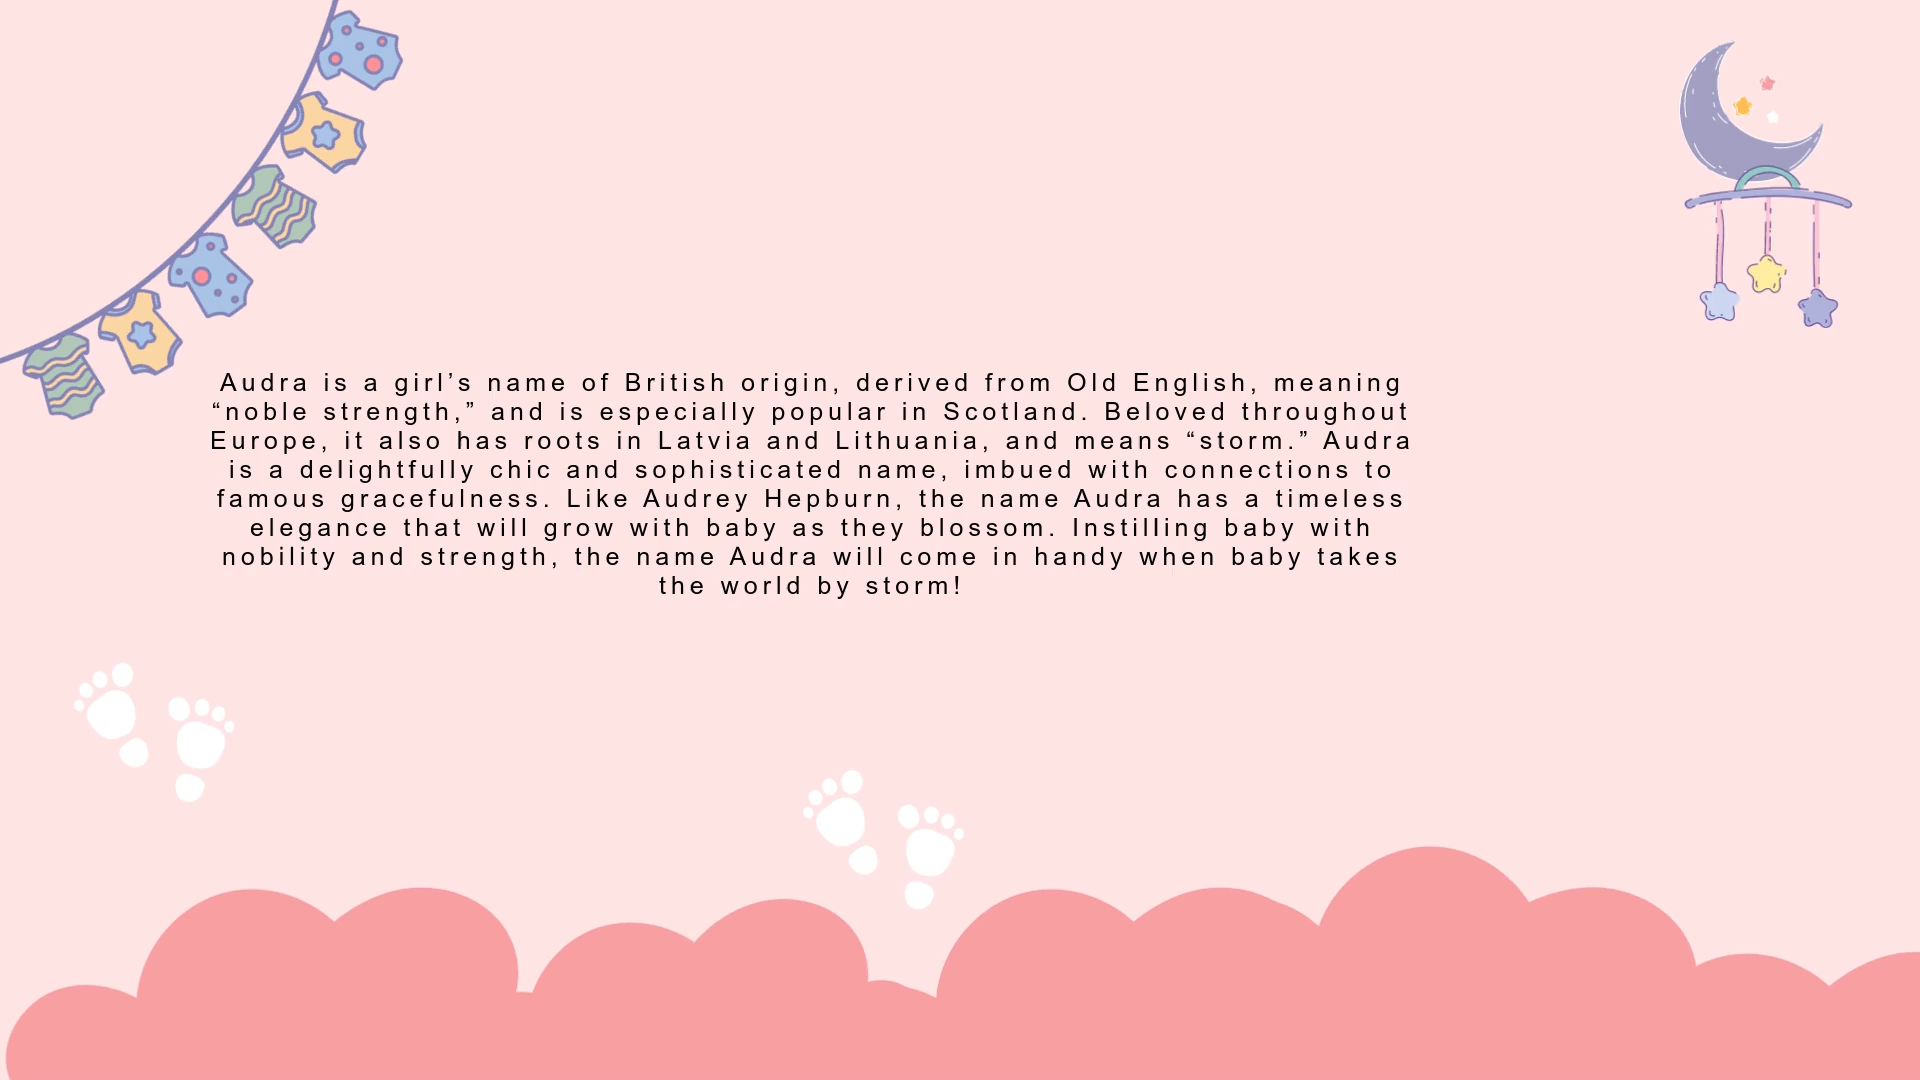 Audra is a girl’s name of British origin, derived from Old English, meaning
“noble strength,” and is especially popular in Scotland. Beloved throughout
Europe, it also has roots in Latvia and Lithuania, and means “storm.” Audra
is a delightfully chic and sophisticated name, imbued with connections to
famous gracefulness. Like Audrey Hepburn, the name Audra has a timeless
elegance that will grow with baby as they blossom. Instilling baby with
nobility and strength, the name Audra will come in handy when baby takes
the world by storm!